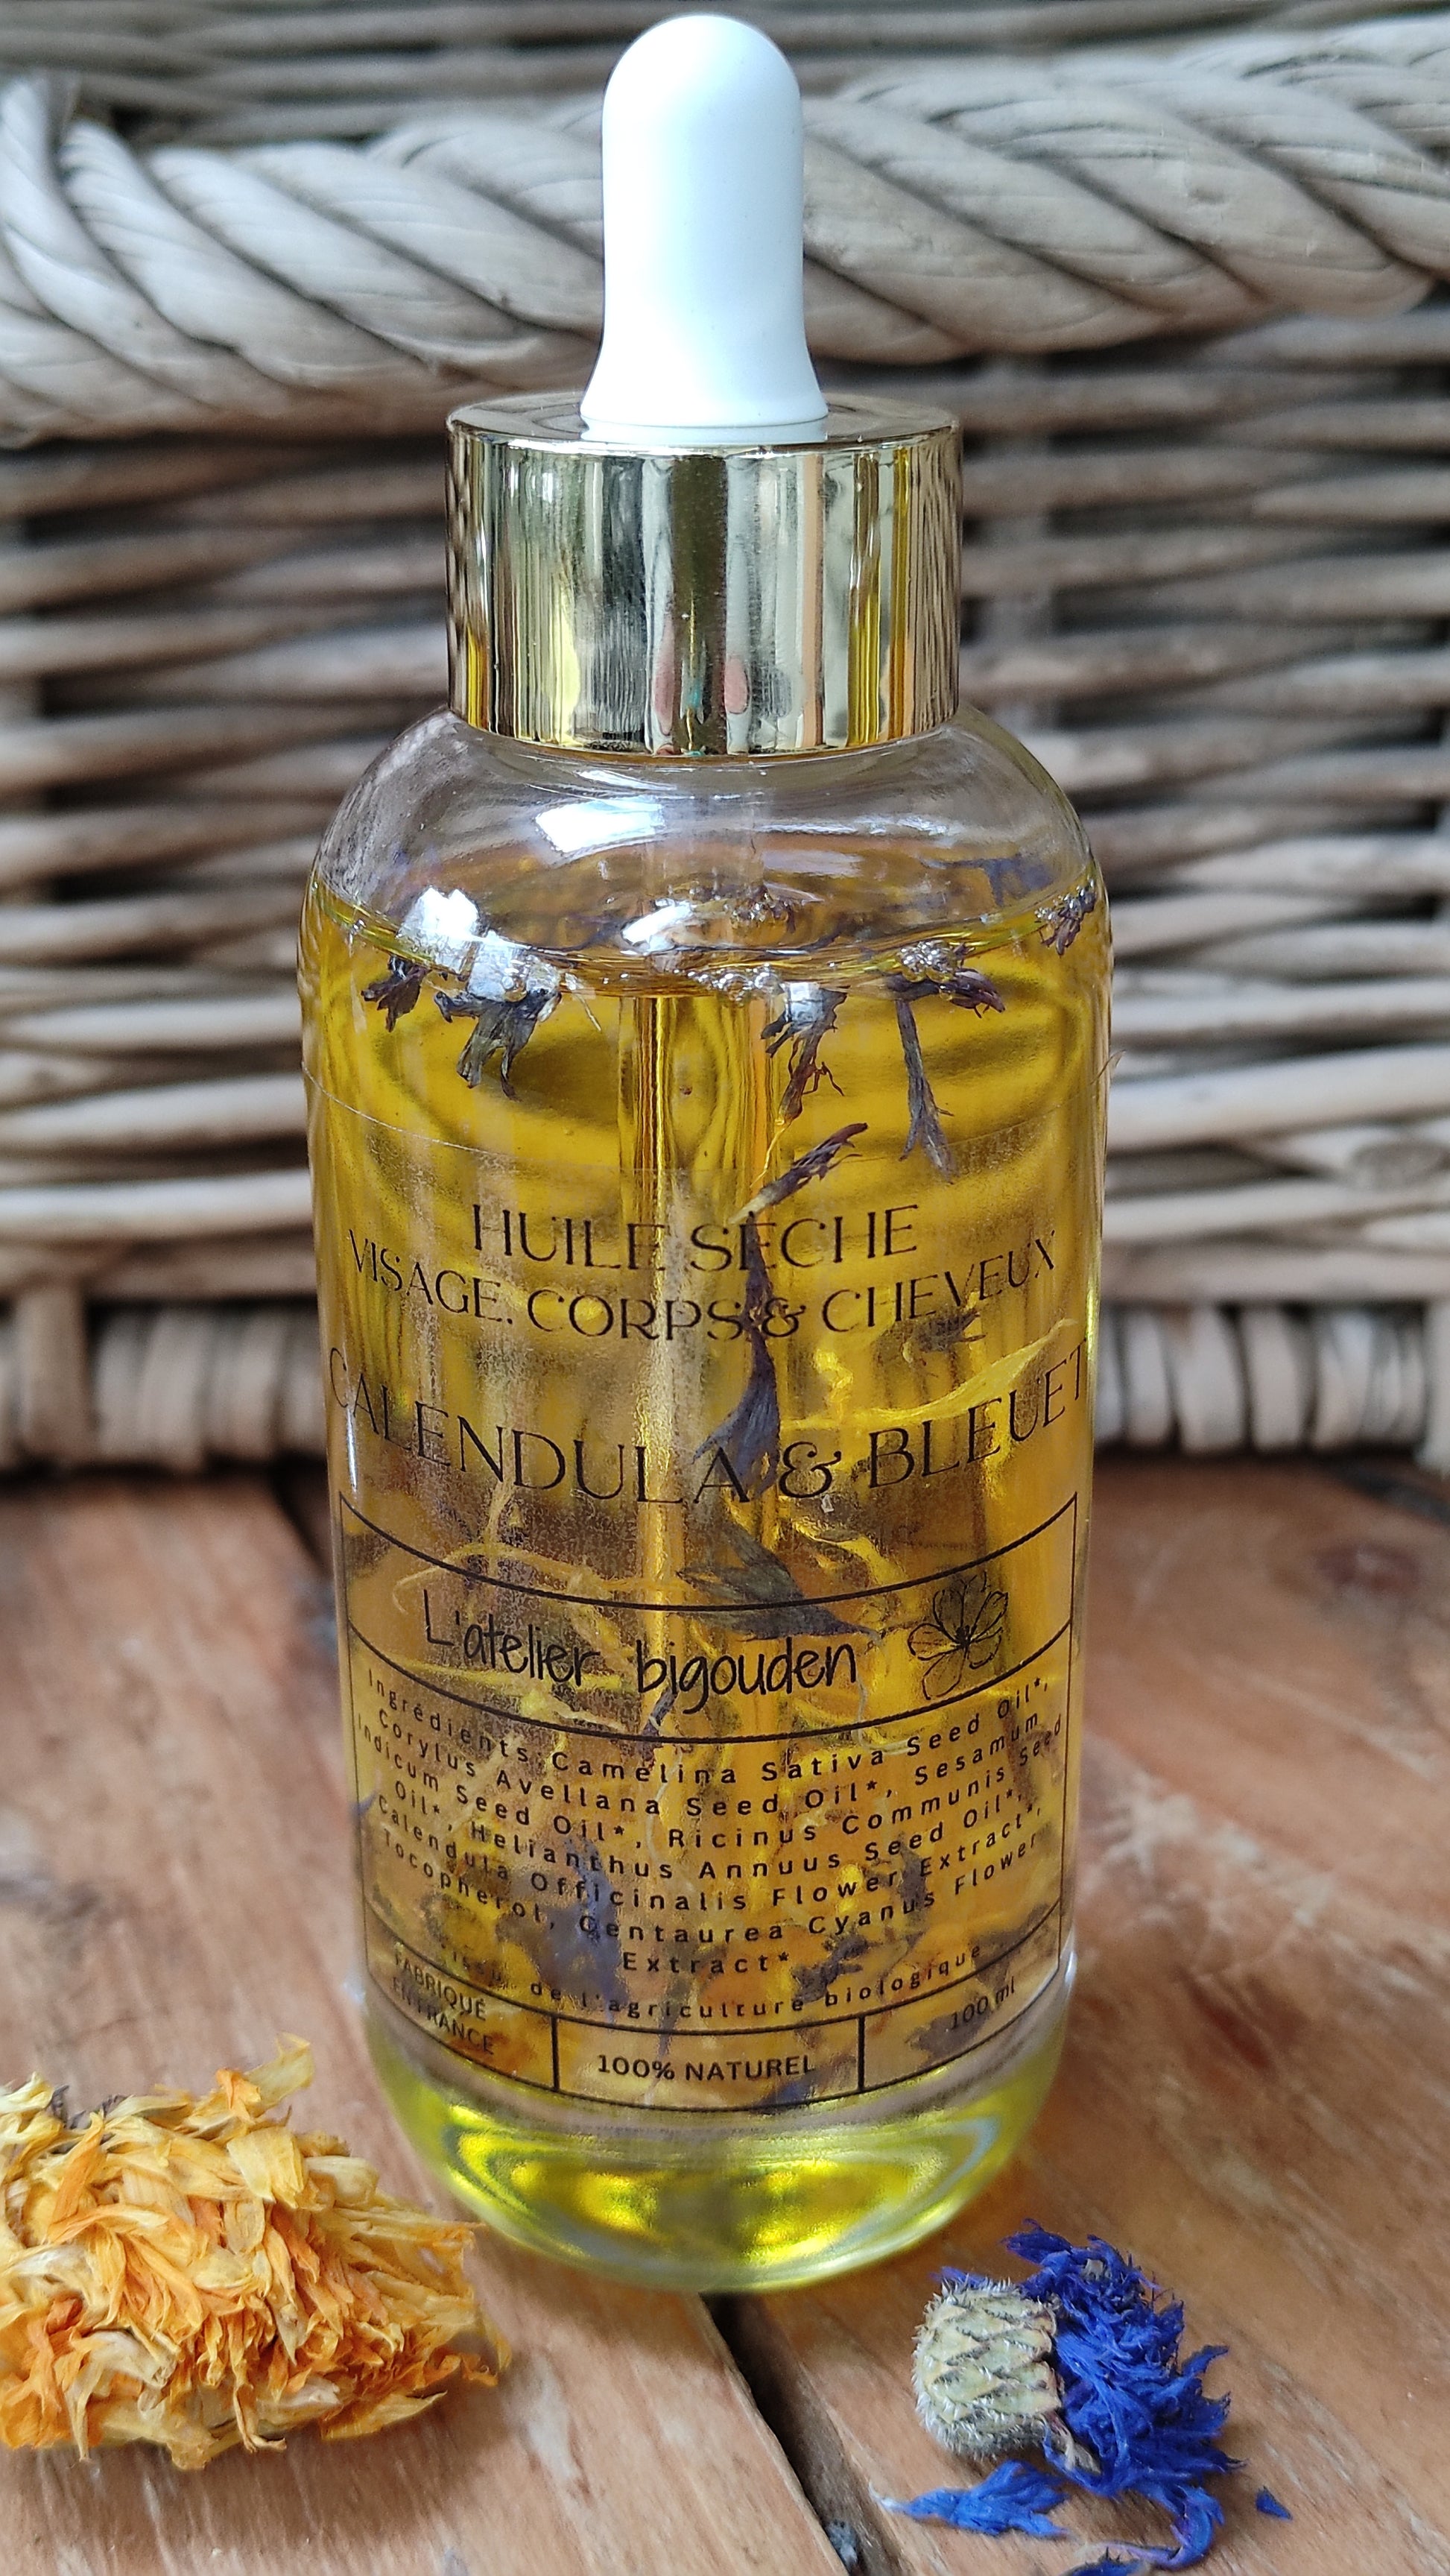 HUILE SECHE
VISAGE, CORPS & CHEVEUX
CALENDULA & BLEUET
L'atelier bigouden
Ingrédients Camelina Sativa Seed Oil*,
Corylus Avellana Seed Oil*, Sesamum
Indicum Seed Oil*, Ricinus Communis Seed
Oil*, Helianthus Annuus Seed Oil*,
Calendula Officinalis Flower Extract*,
Tocopherol, Centaurea Cyanus Flower
Extract*
de l'agriculture biologique
FABRIQUÉ
EN FRANCE
100% NATUREL
100 ml